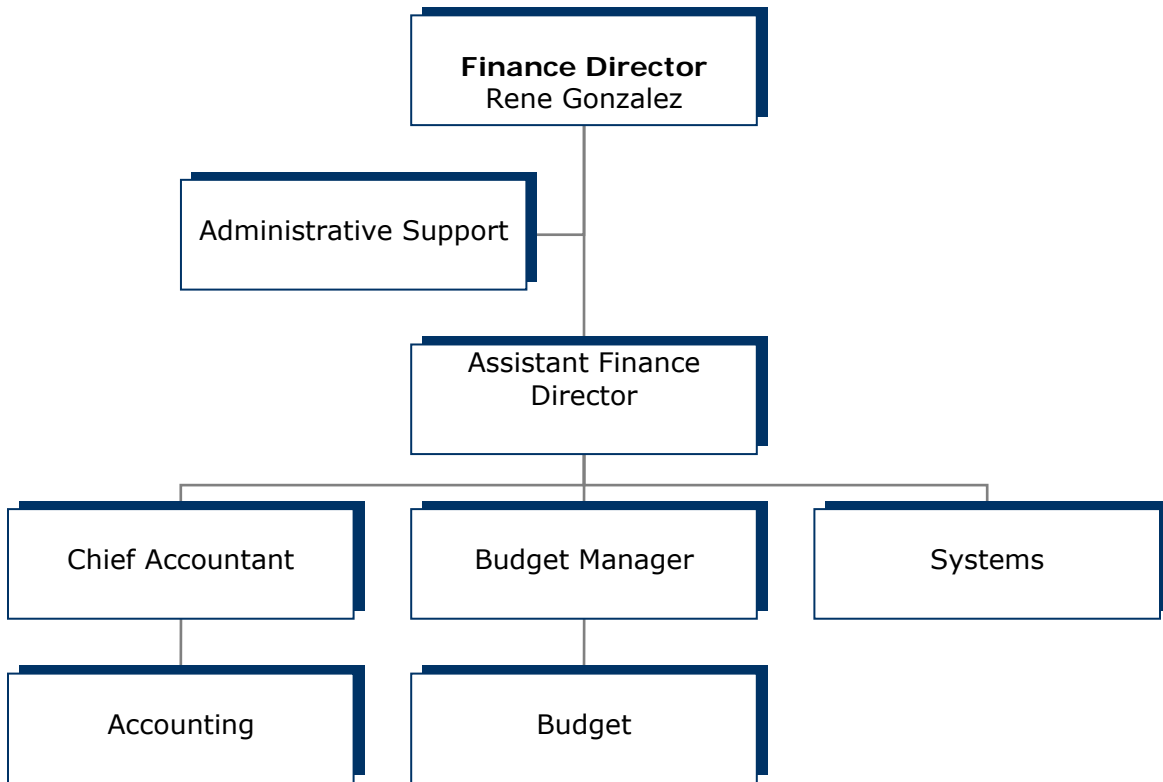 Finance Director
Rene Gonzalez
Administrative Support
Assistant Finance
Director
Chief Accountant
Budget Manager
Systems
Accounting
Budget